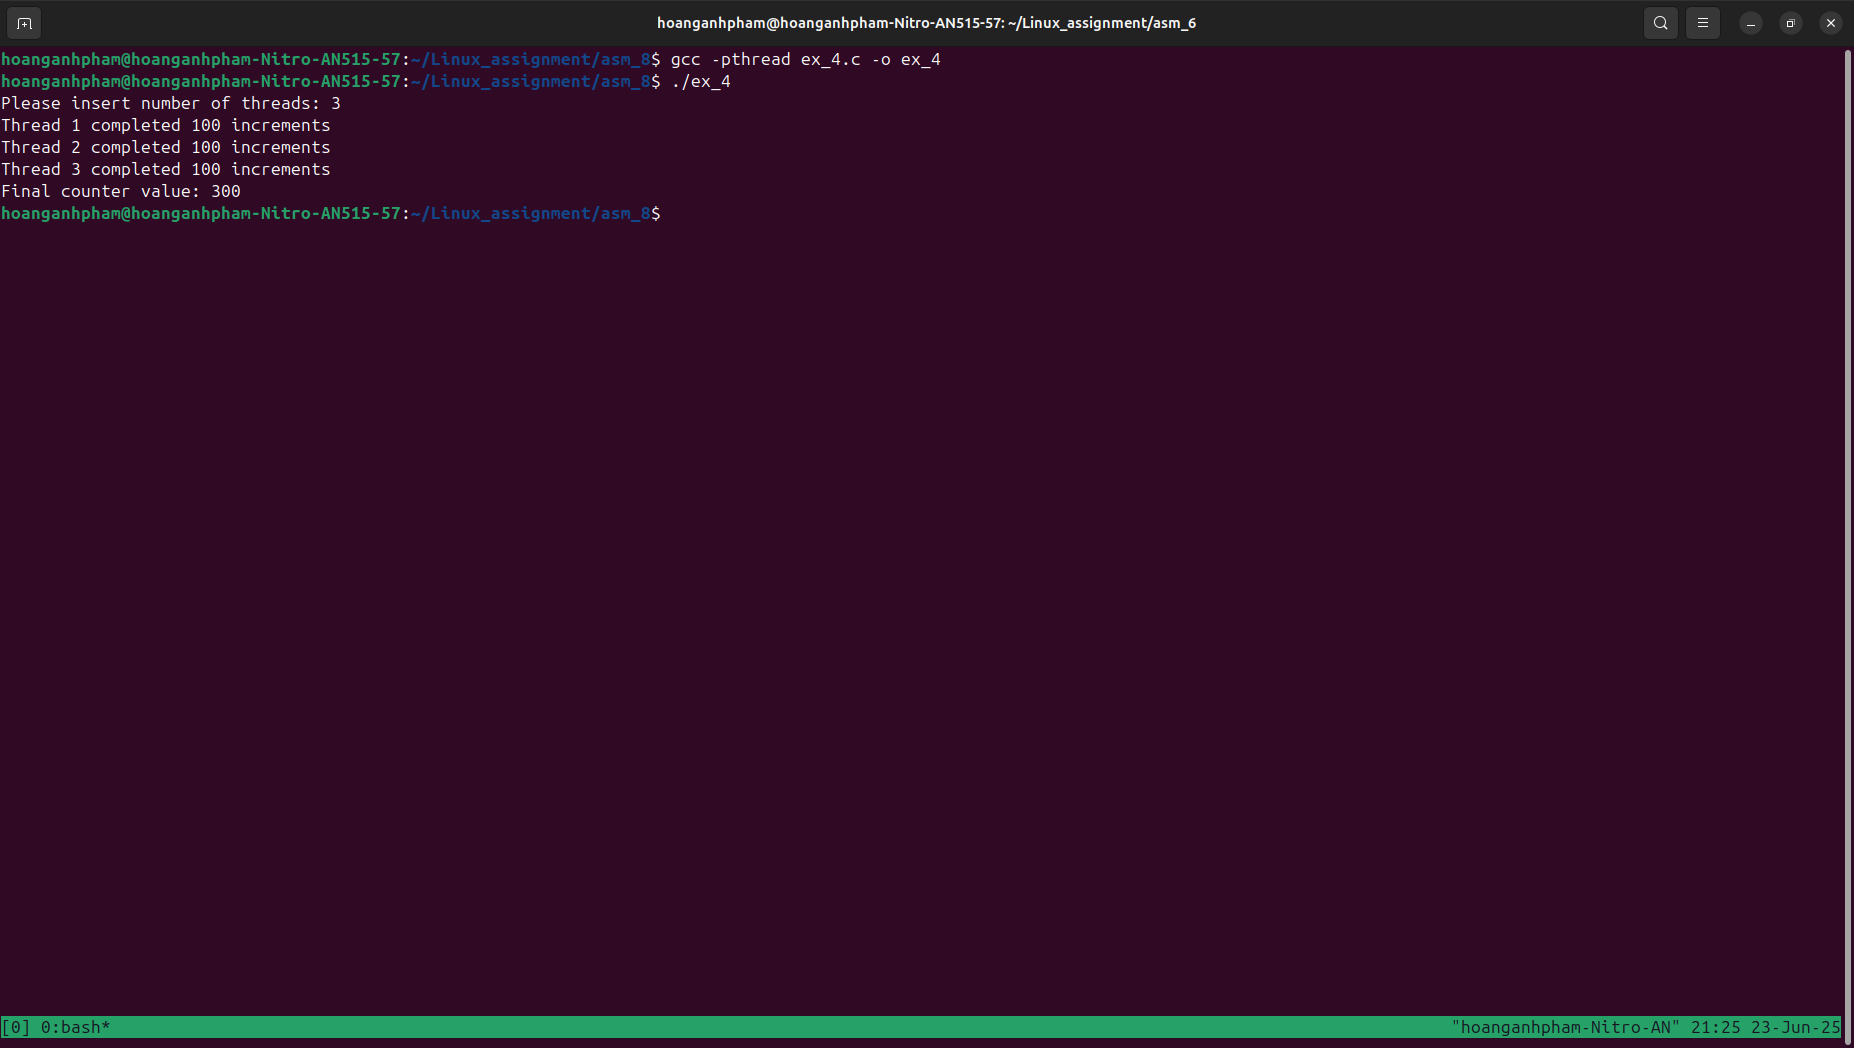 hoanganhpham@hoanganhpham-Nitro-AN515-57: ~/Linux_assignment/asm_6
hoanganhpham@hoanganhpham-Nitro-AN515-57:~/Linux_assignment/asm_8$ gcc -pthread ex_4.c -o ex_4
hoanganhpham@hoanganhpham-Nitro-AN515-57:~/Linux_assignment/asm_8$ ./ex_4
Please insert number of threads: 3
Thread 1 completed 100 increments
Thread 2 completed 100 increments
Thread 3 completed 100 increments
Final counter value: 300
hoanganhpham@hoanganhpham-Nitro-AN515-57:~/Linux_assignment/asm_8$
[0] 0:bash* "hoanganhpham-Nitro-AN" 21:25 23-Jun-25